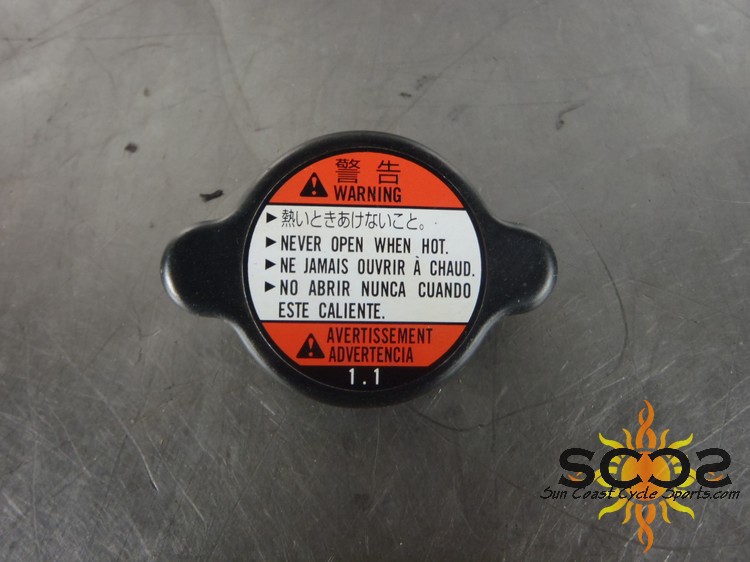 警告
WARNING
▶熱いときあけないこと。
▶NEVER OPEN WHEN HOT.
▶NE JAMAIS OUVRIR À CHAUD.
▶NO ABRIR NUNCA CUANDO
ESTE CALIENTE.
AVERTISSEMENT
ADVERTENCIA
1.1
SCCS
Sun Coast Cycle Sports.com